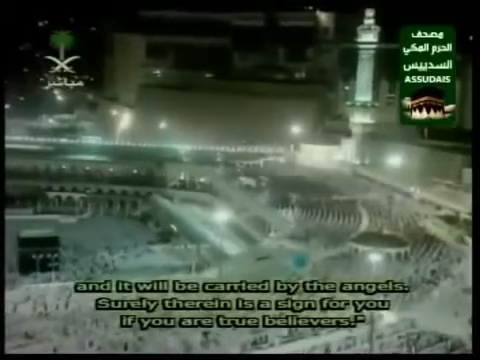 مباشر
مصحف
الحرم المكي
السديس
ASSUDAIS
and it will be carried by the angels.
Surely therein is a sign for you
if you are true believers."